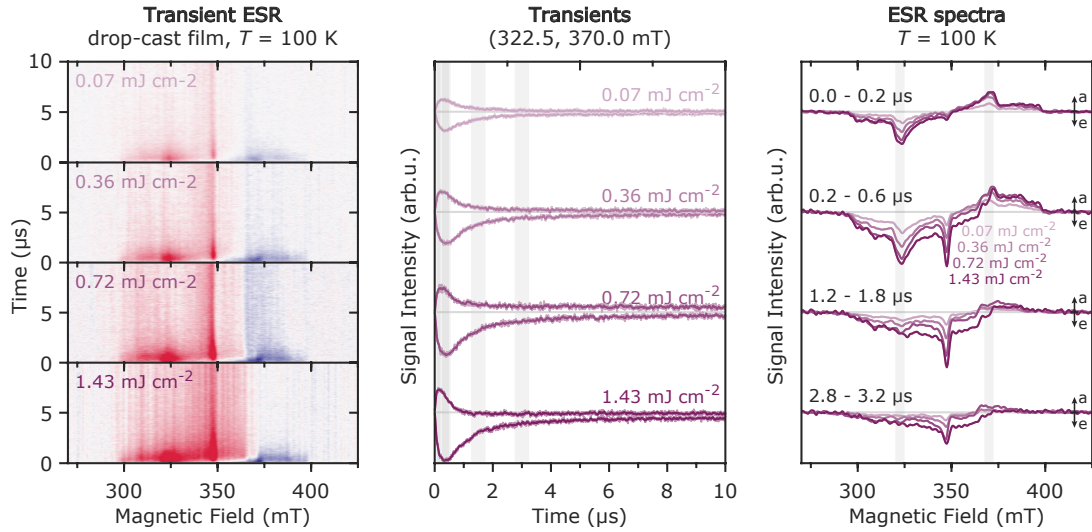 Transient ESR
drop-cast film, T = 100 K
10
5
0
5
0
5
0
5
0
0.07 mJ cm-2
0.36 mJ cm-2
0.72 mJ cm-2
1.43 mJ cm⁻²
Time (µs)
300
350
400
Magnetic Field (mT)
Transients
(322.5, 370.0 mT)
0.07 mJ cm⁻²
0.36 mJ cm⁻²
0.72 mJ cm⁻²
1.43 mJ cm⁻²
Signal Intensity (arb.u.)
0
2
4
6
8
10
Time (µs)
ESR spectra
T = 100 K
0.0 - 0.2 µs
a
e
0.2 - 0.6 µs
a
e
0.07 mJ cm⁻²
0.36 mJ cm⁻²
0.72 mJ cm⁻²
1.43 mJ cm⁻²
1.2 - 1.8 µs
a
e
2.8 - 3.2 µs
a
e
Signal Intensity (arb.u.)
300
350
400
Magnetic Field (mT)